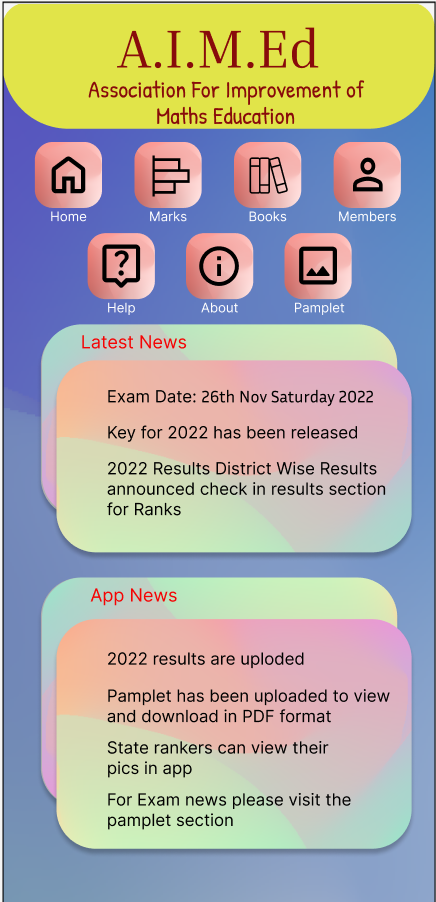 A.I.M.Ed
Association For Improvement of
Maths Education
Home
Marks
Books
Members
Help
About
Pamplet
Latest News
Exam Date: 26th Nov Saturday 2022
Key for 2022 has been released
2022 Results District Wise Results
announced check in results section
for Ranks
App News
2022 results are uploded
Pamplet has been uploaded to view
and download in PDF format
State rankers can view their
pics in app
For Exam news please visit the
pamplet section